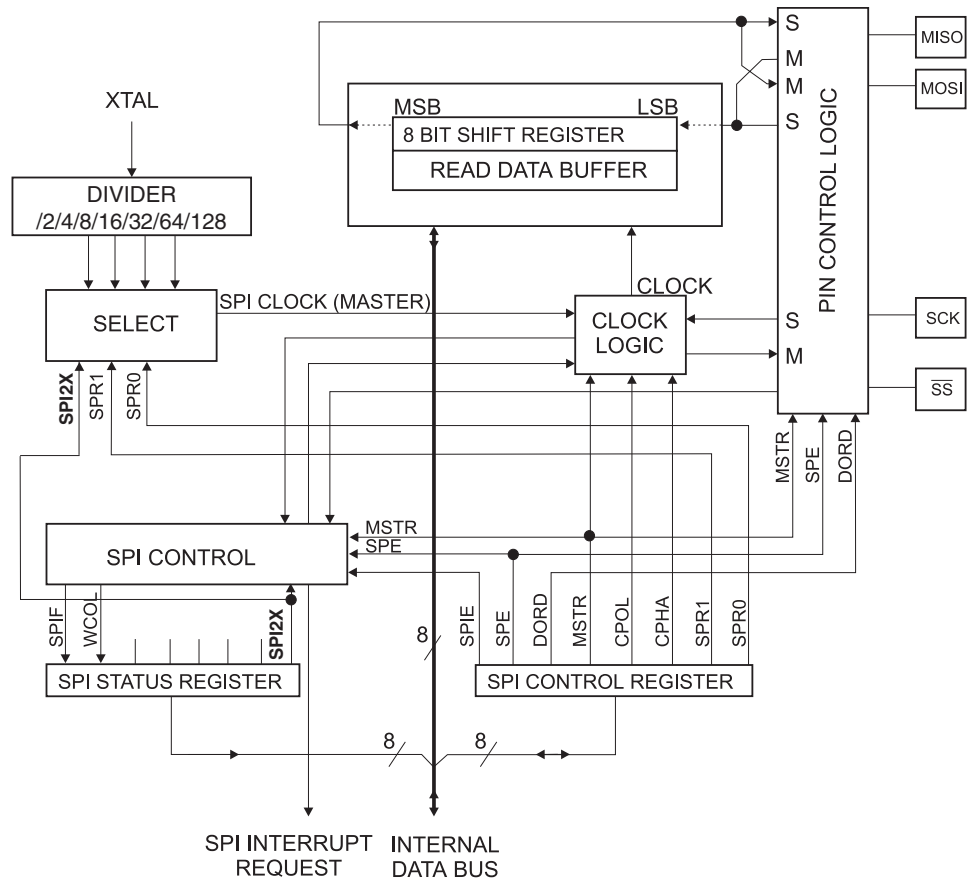 S
MISO
M
MOSI
M
S
MSB
LSB
8 BIT SHIFT REGISTER
READ DATA BUFFER
PIN CONTROL LOGIC
XTAL
DIVIDER
/2/4/8/16/32/64/128
SPI CLOCK (MASTER)
SELECT
CLOCK
CLOCK
LOGIC
S
M
SCK
SS
SPI2X
SPR1
SPR0
MSTR
SPE
DORD
SPI CONTROL
MSTR
SPE
SPIF
WCOL
SPI2X
8
SPIE
SPE
DORD
MSTR
CPOL
CPHA
SPR1
SPR0
SPI STATUS REGISTER
SPI CONTROL REGISTER
8
8
SPI INTERRUPT
REQUEST
INTERNAL
DATA BUS